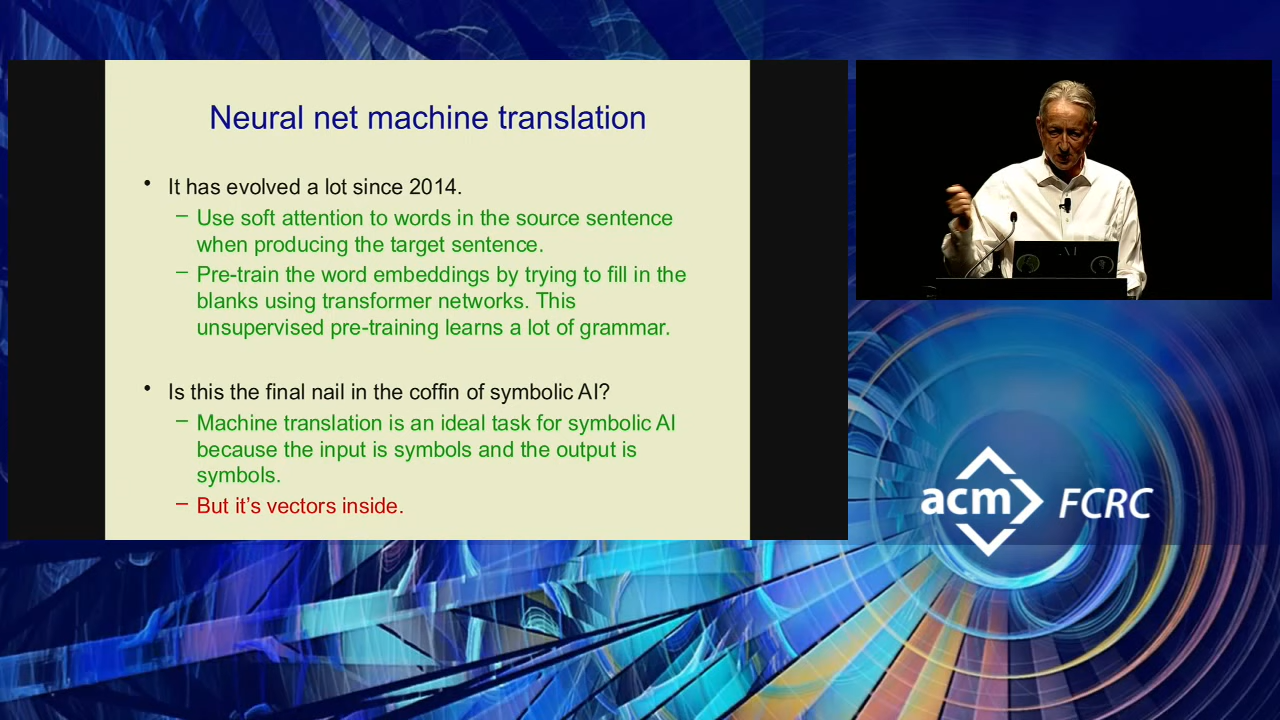 Neural net machine translation
• It has evolved a lot since 2014.
– Use soft attention to words in the source sentence
when producing the target sentence.
– Pre-train the word embeddings by trying to fill in the
blanks using transformer networks. This
unsupervised pre-training learns a lot of grammar.
• Is this the final nail in the coffin of symbolic AI?
– Machine translation is an ideal task for symbolic AI
because the input is symbols and the output is
symbols.
– But it’s vectors inside.
acm FCRC